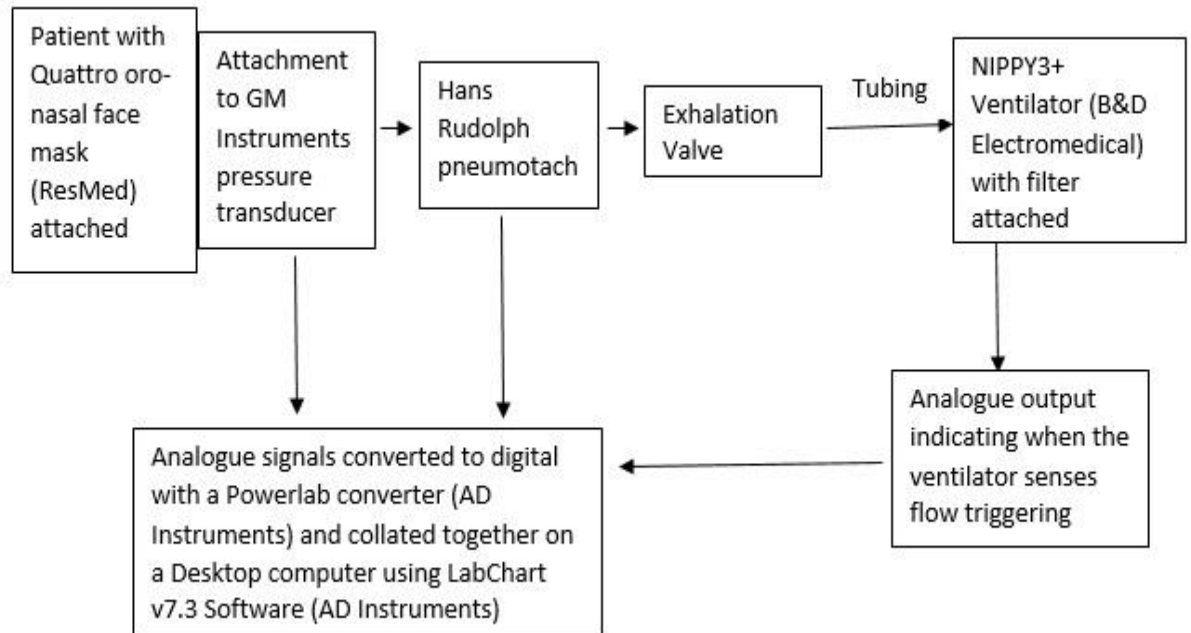 Patient with
Quattro oro-
nasal face
mask
(ResMed)
attached
Attachment
to GM
Instruments
pressure
transducer
Hans
Rudolph
pneumotach
Exhalation
Valve
Tubing
NIPPY3+
Ventilator (B&D
Electromedical)
with filter
attached
Analogue output
indicating when the
ventilator senses
flow triggering
Analogue signals converted to digital
with a Powerlab converter (AD
Instruments) and collated together on
a Desktop computer using LabChart
v7.3 Software (AD Instruments)